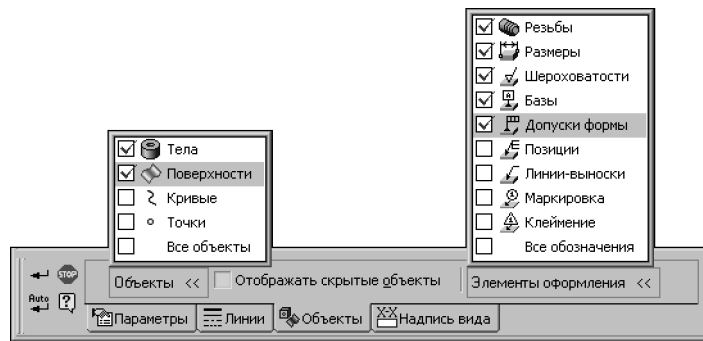 Резьбы
Размеры
Шероховатости
Базы
Допуски формы
Позиции
Линии-выноски
Маркировка
Клеймение
Все обозначения
Тела
Поверхности
Кривые
Точки
Все объекты
STOP
Объекты <<
Отображать скрытые объекты
Элементы оформления <<
Auto
Параметры
Линии
Объекты
X-X
Надпись вида